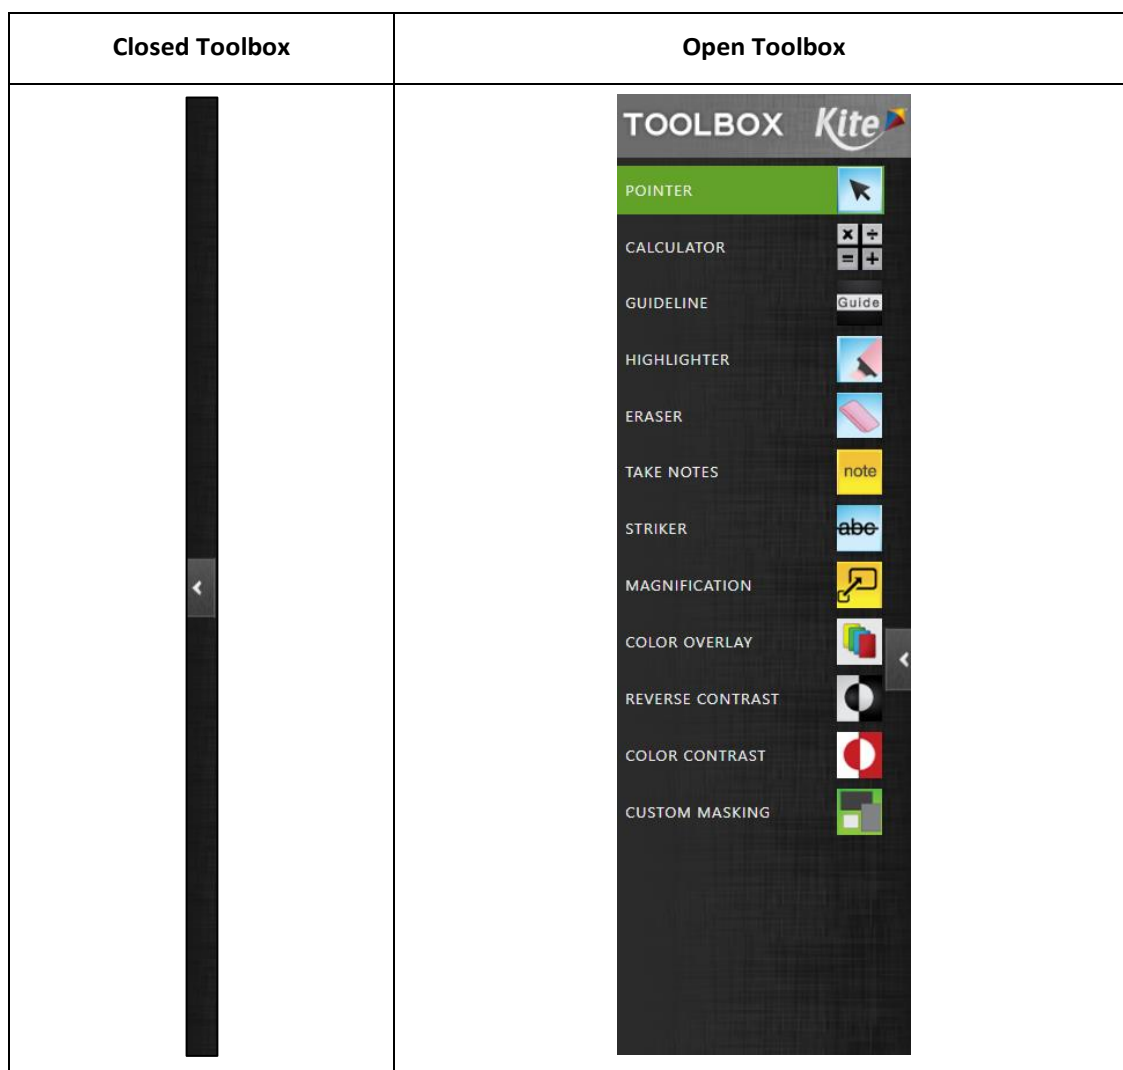 Closed Toolbox
Open Toolbox
TOOLBOX Kite
POINTER
CALCULATOR
GUIDELINE Guide
HIGHLIGHTER
ERASER
TAKE NOTES note
STRIKER abc
MAGNIFICATION
COLOR OVERLAY
REVERSE CONTRAST
COLOR CONTRAST
CUSTOM MASKING